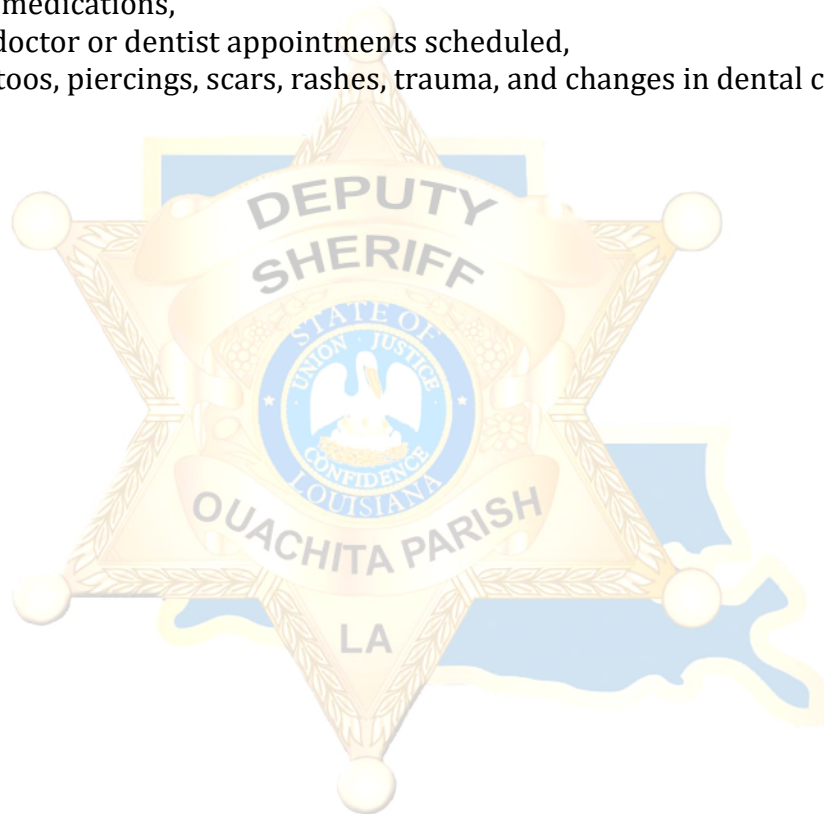 medications,
doctor or dentist appointments scheduled,
toos, piercings, scars, rashes, trauma, and changes in dental c
DEPUTY
SHERIFF
STATE OF
UNION · JUSTICE
CONFIDENCE
LOUISIANA
OUACHITA PARISH
LA